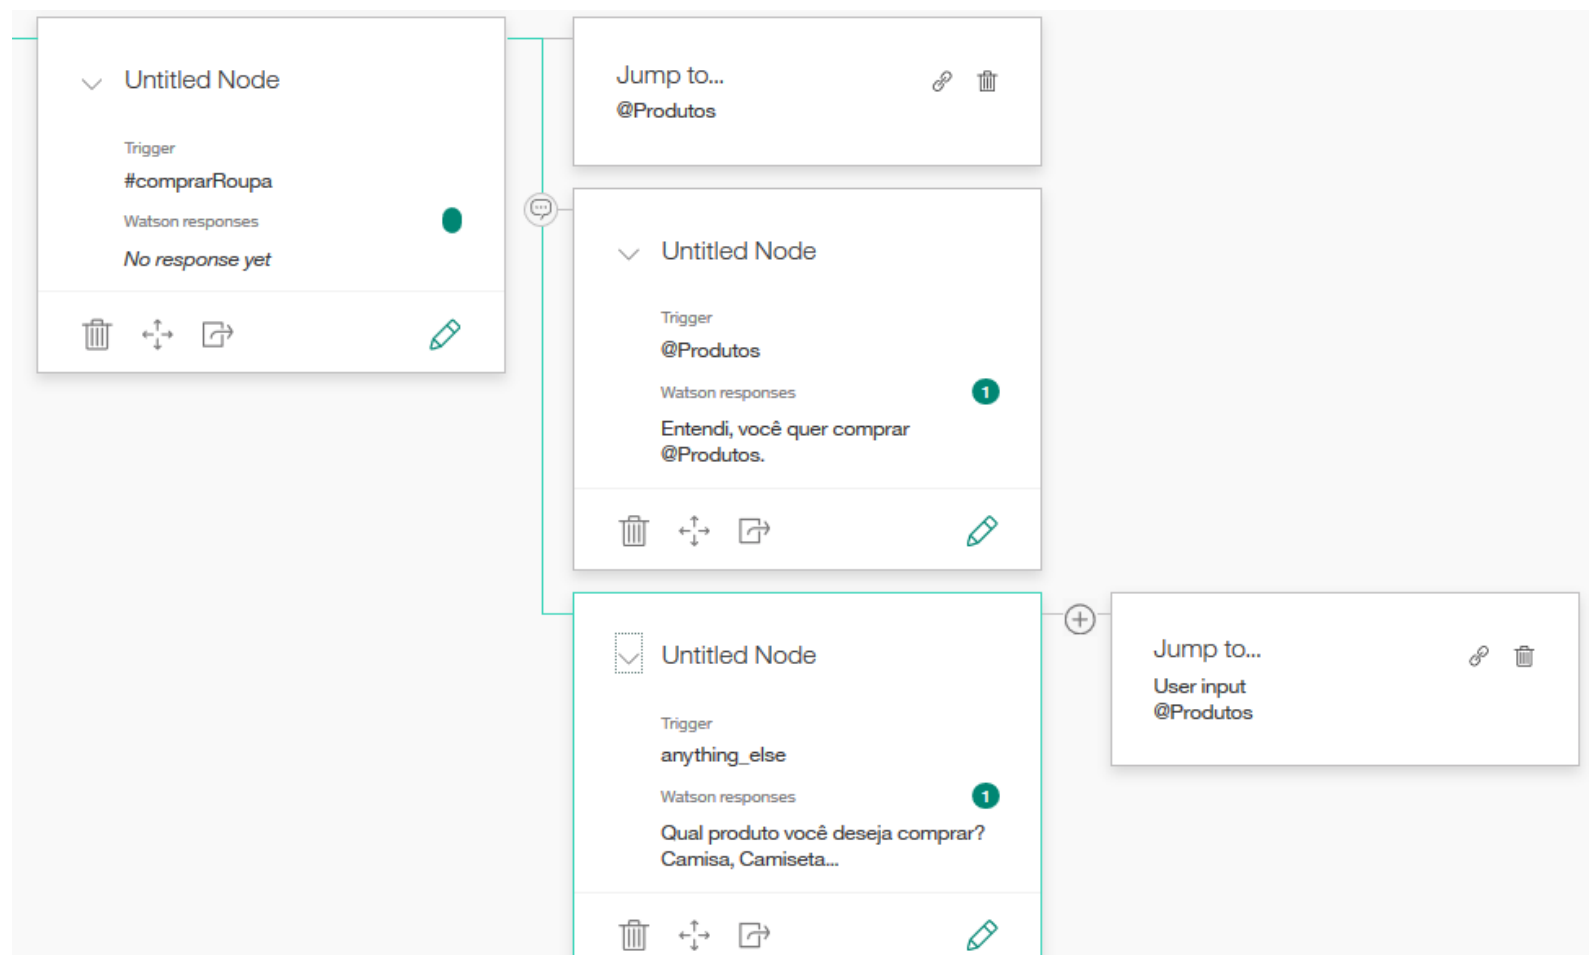 Untitled Node
Trigger
#comprarRoupa
Watson responses
No response yet
Jump to...
@Produtos
Untitled Node
Trigger
@Produtos
Watson responses
1
Entendi, você quer comprar
@Produtos.
Untitled Node
Trigger
anything_else
Watson responses
1
Qual produto você deseja comprar?
Camisa, Camiseta...
Jump to...
User input
@Produtos